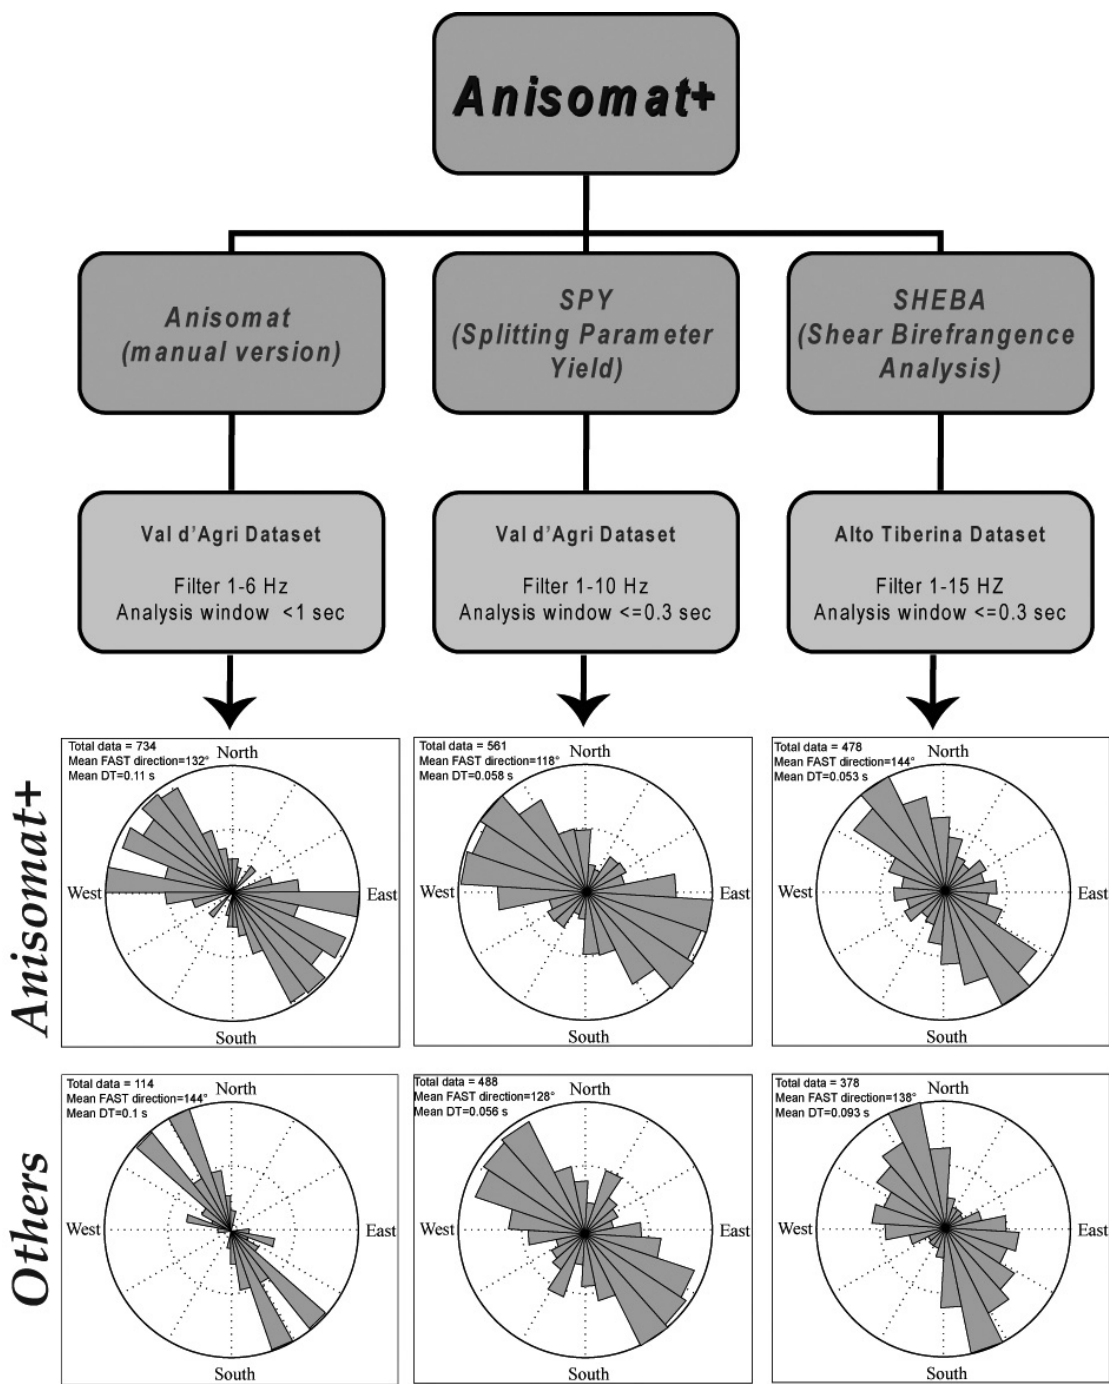 Anisomat+
Anisomat
(manual version)
SPY
(Splitting Parameter
Yield)
SHEBA
(Shear Birefrangence
Analysis)
Val d'Agri Dataset
Filter 1-6 Hz
Analysis window <1 sec
Val d'Agri Dataset
Filter 1-10 Hz
Analysis window <=0.3 sec
Alto Tiberina Dataset
Filter 1-15 HZ
Analysis window <=0.3 sec
Anisomat+
Total data = 734
Mean FAST direction=132°
Mean DT=0.11 s
North
West
East
South
Total data = 561
Mean FAST direction=118°
Mean DT=0.058 s
North
West
East
South
Total data = 478
Mean FAST direction=144°
Mean DT=0.053 s
North
West
East
South
Others
Total data = 114
Mean FAST direction=144°
Mean DT=0.1 s
North
West
East
South
Total data = 488
Mean FAST direction=128°
Mean DT=0.056 s
North
West
East
South
Total data = 378
Mean FAST direction=138°
Mean DT=0.093 s
North
West
East
South